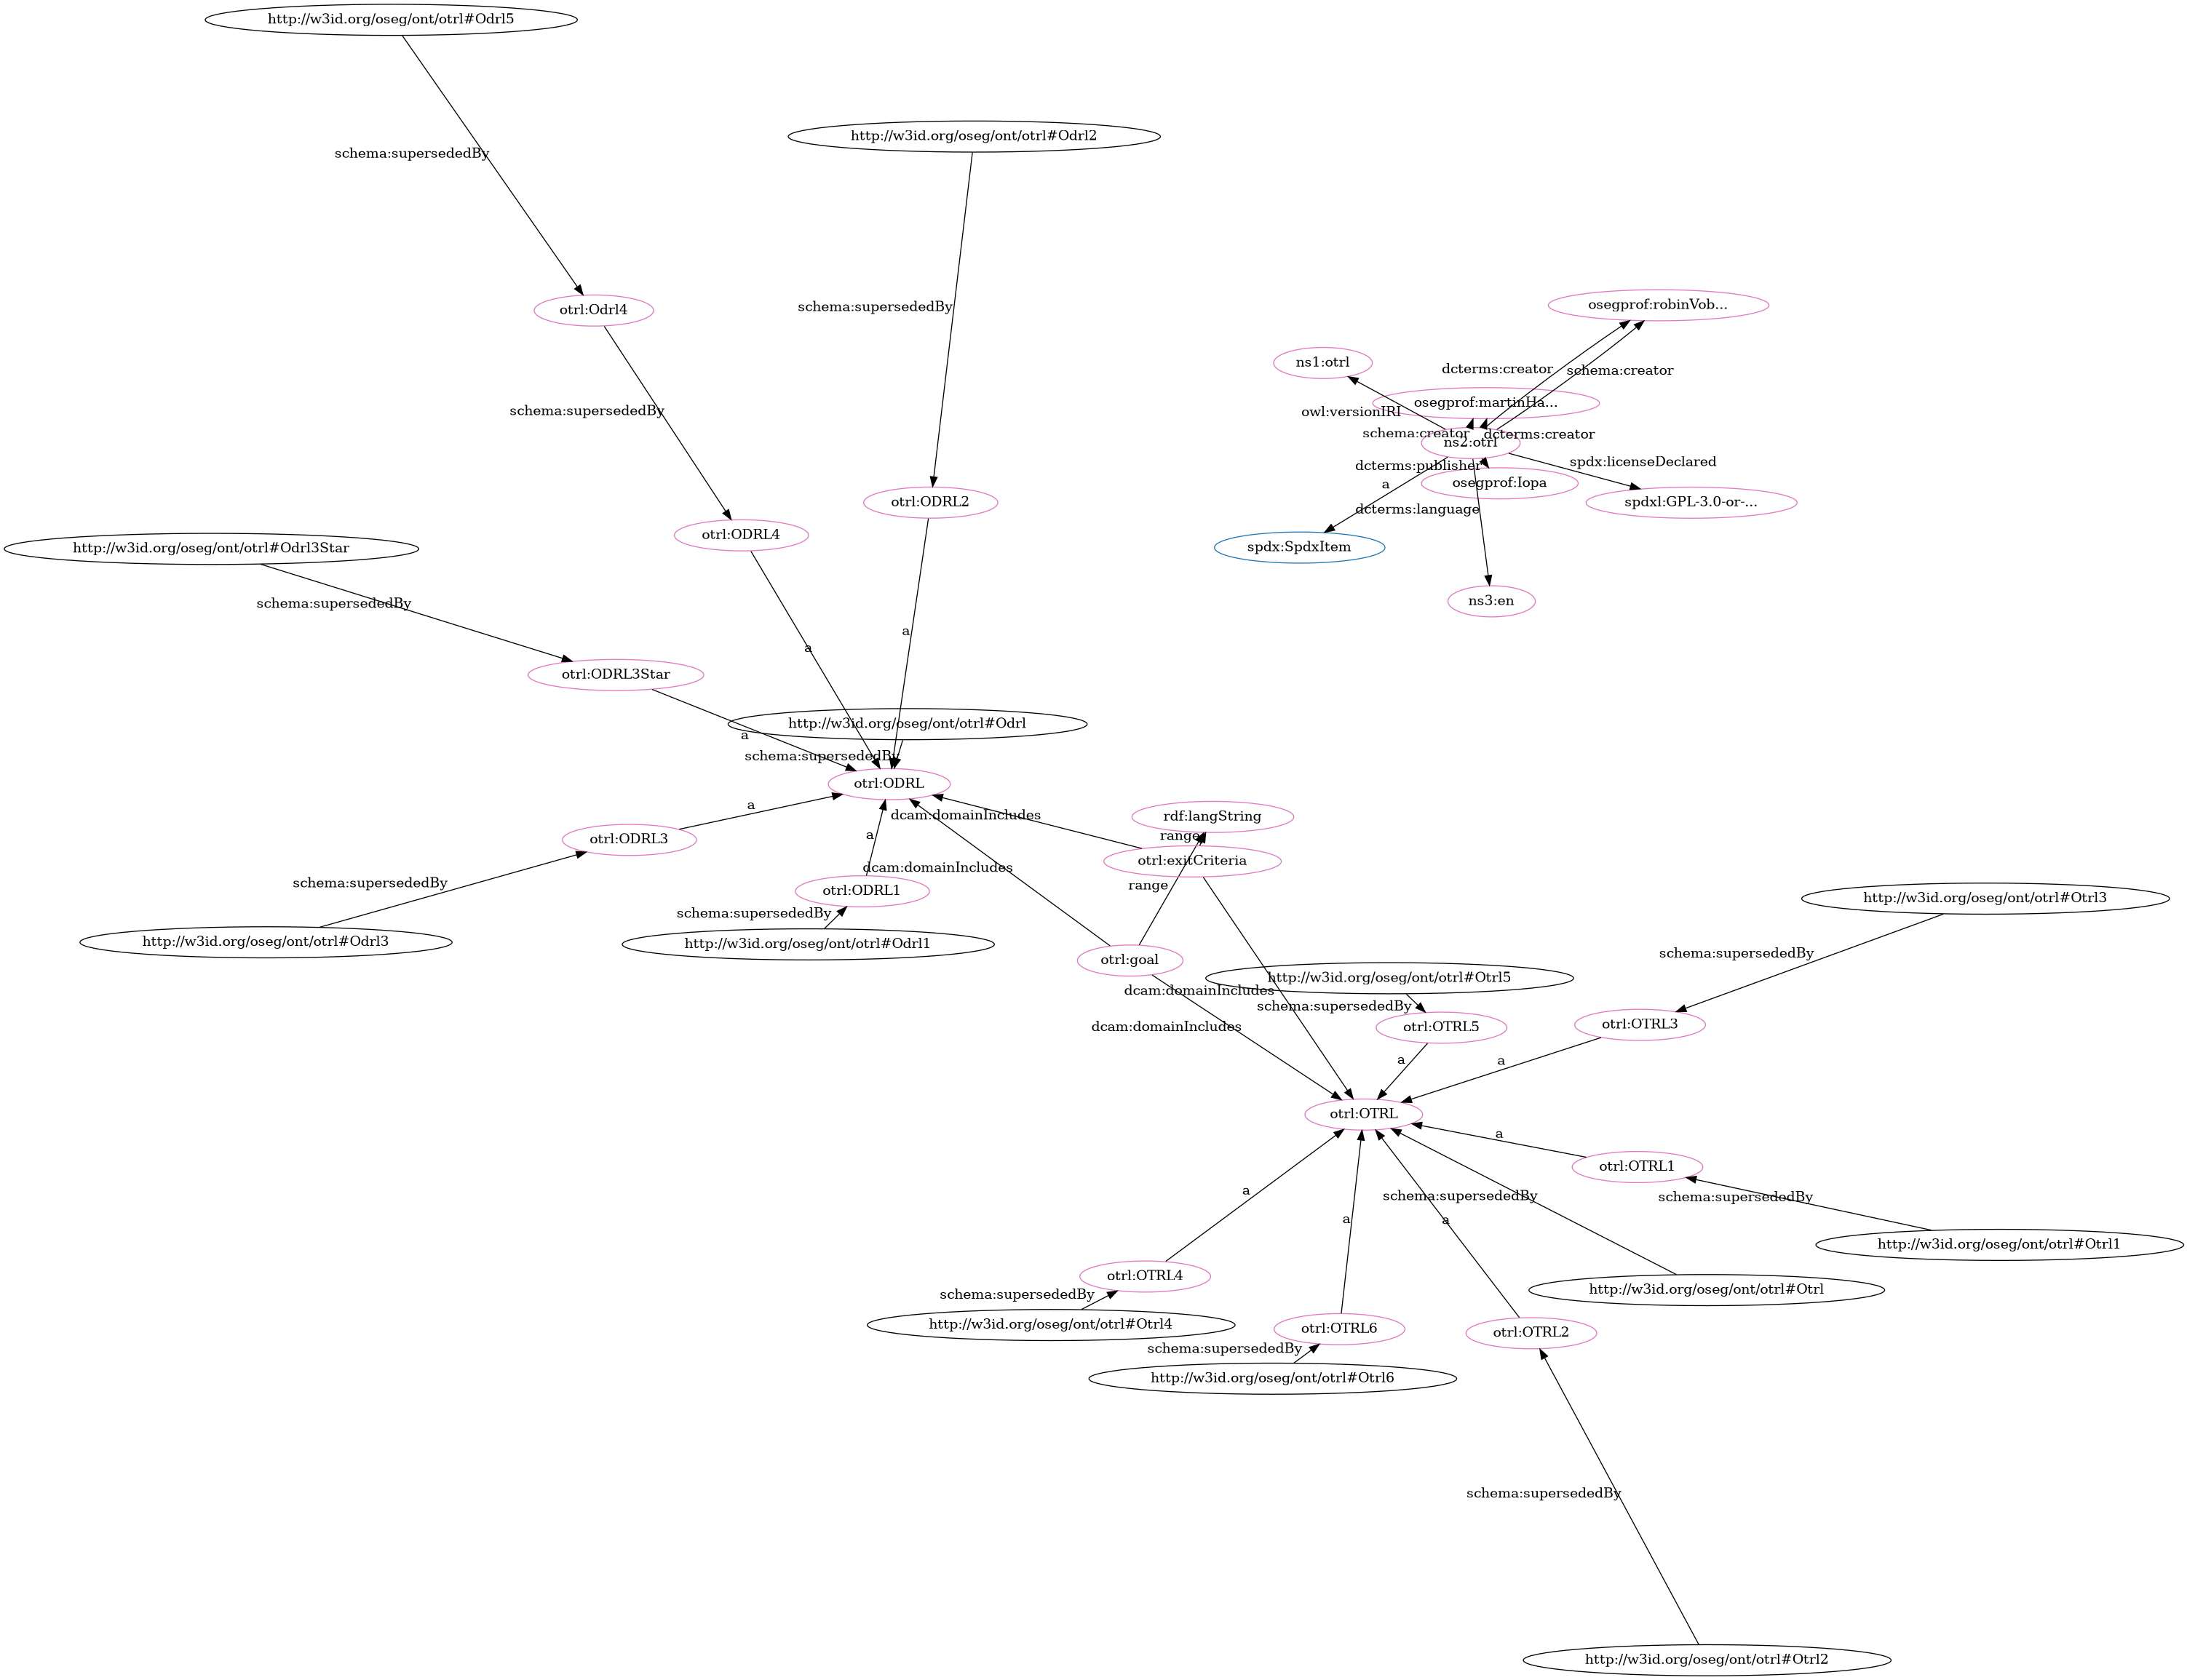 http://w3id.org/oseg/ont/otrl#Odrl5
http://w3id.org/oseg/ont/otrl#Odrl2
schema:supersededBy
schema:supersededBy
otrl:Odrl4
osegprof:robinVob...
ns1:otrl
dcterms:creator
schema:creator
osegprof:martinHa...
owl:versionIRI
schema:supersededBy
schema:creator
dcterms:creator
ns2:otrl
dcterms:publisher
spdx:licenseDeclared
a
osegprof:Iopa
otrl:ODRL2
spdxl:GPL-3.0-or-...
dcterms:language
otrl:ODRL4
http://w3id.org/oseg/ont/otrl#Odrl3Star
spdx:SpdxItem
schema:supersededBy
ns3:en
a
a
otrl:ODRL3Star
http://w3id.org/oseg/ont/otrl#Odrl
a
schema:supersededBy
otrl:ODRL
a
dcam:domainIncludes
rdf:langString
a
range
otrl:ODRL3
dcam:domainIncludes
otrl:exitCriteria
schema:supersededBy
range
otrl:ODRL1
http://w3id.org/oseg/ont/otrl#Otrl3
schema:supersededBy
http://w3id.org/oseg/ont/otrl#Odrl3
http://w3id.org/oseg/ont/otrl#Odrl1
schema:supersededBy
otrl:goal
http://w3id.org/oseg/ont/otrl#Otrl5
dcam:domainIncludes
schema:supersededBy
dcam:domainIncludes
otrl:OTRL5
otrl:OTRL3
a
a
otrl:OTRL
a
otrl:OTRL1
a
schema:supersededBy
schema:supersededBy
a
a
http://w3id.org/oseg/ont/otrl#Otrl1
otrl:OTRL4
http://w3id.org/oseg/ont/otrl#Otrl
schema:supersededBy
http://w3id.org/oseg/ont/otrl#Otrl4
otrl:OTRL6
otrl:OTRL2
schema:supersededBy
http://w3id.org/oseg/ont/otrl#Otrl6
schema:supersededBy
http://w3id.org/oseg/ont/otrl#Otrl2